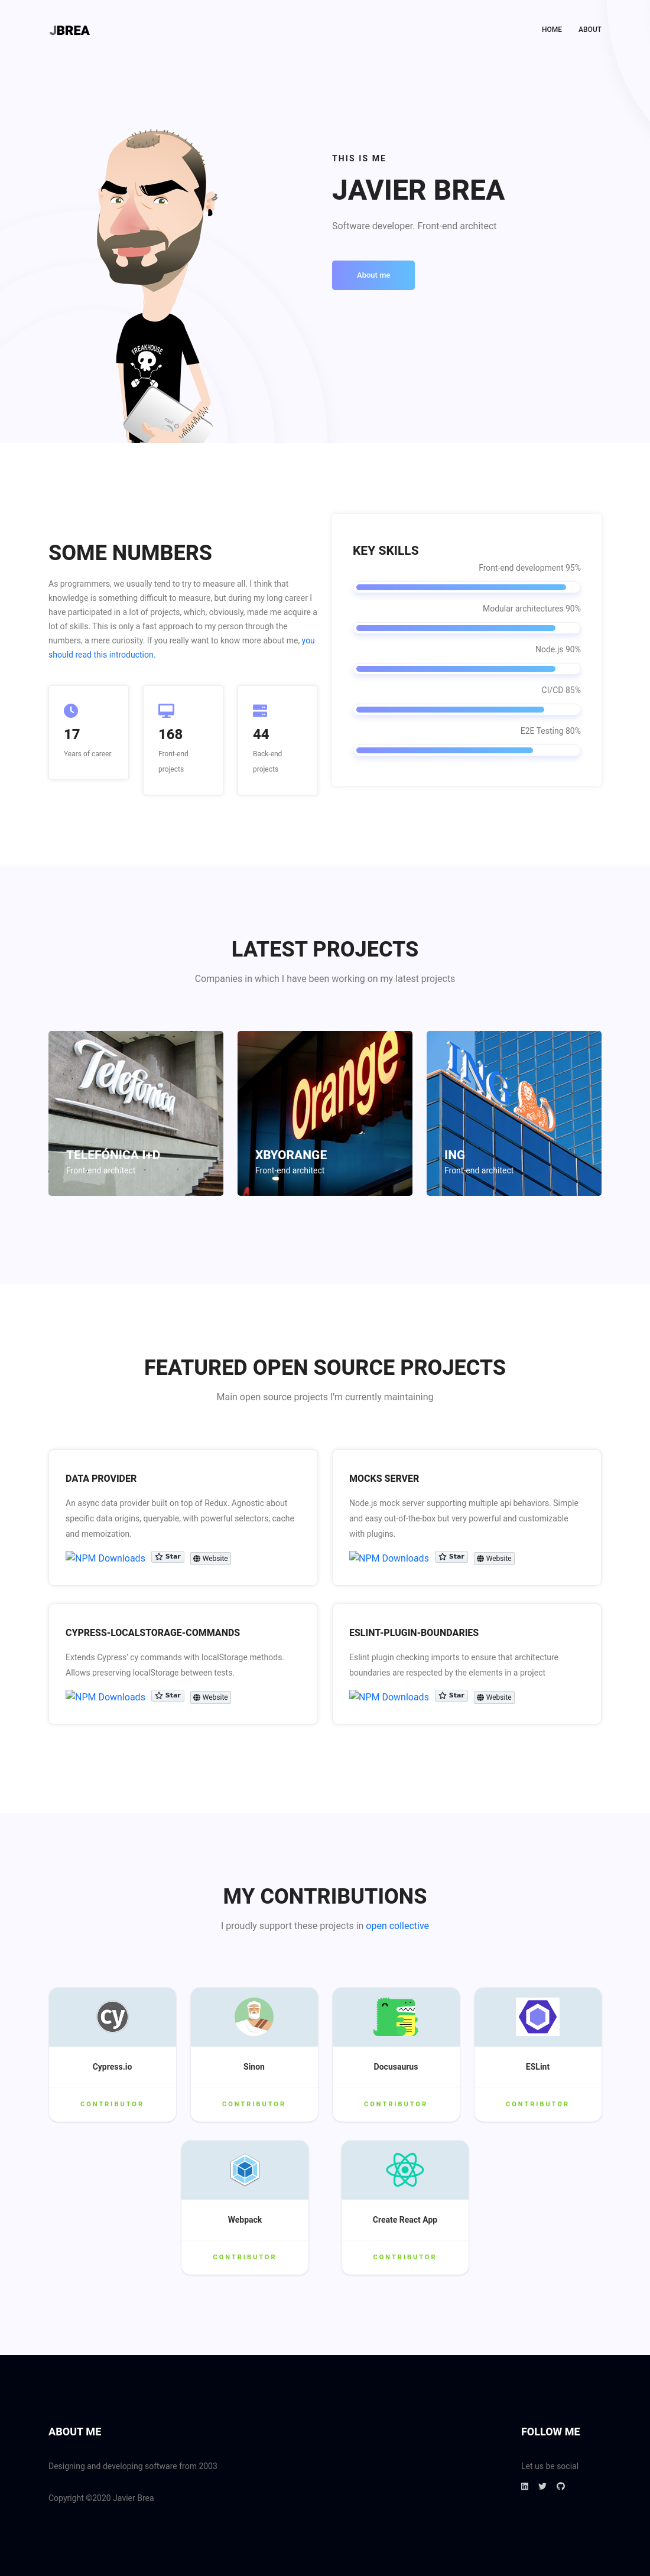 JBREA
HOME
ABOUT
THIS IS ME
JAVIER BREA
Software developer. Front-end architect
About me
FREAKHOUSE
SOME NUMBERS
As programmers, we usually tend to try to measure all. I think that
knowledge is something difficult to measure, but during my long career I
have participated in a lot of projects, which, obviously, made me acquire a
lot of skills. This is only a fast approach to my person through the
numbers, a mere curiosity. If you really want to know more about me, you
should read this introduction.
17
Years of career
168
Front-end
projects
44
Back-end
projects
KEY SKILLS
Front-end development 95%
Modular architectures 90%
Node.js 90%
CI/CD 85%
E2E Testing 80%
LATEST PROJECTS
Companies in which I have been working on my latest projects
Telefónica
TELEFÓNICA I+D
Front-end architect
Orange
XBYORANGE
Front-end architect
ING
ING
Front-end architect
FEATURED OPEN SOURCE PROJECTS
Main open source projects I'm currently maintaining
DATA PROVIDER
An async data provider built on top of Redux. Agnostic about
specific data origins, queryable, with powerful selectors, cache
and memoization.
NPM Downloads
Star
Website
MOCKS SERVER
Node.js mock server supporting multiple api behaviors. Simple
and easy out-of-the-box but very powerful and customizable
with plugins.
NPM Downloads
Star
Website
CYPRESS-LOCALSTORAGE-COMMANDS
Extends Cypress' cy commands with localStorage methods.
Allows preserving localStorage between tests.
NPM Downloads
Star
Website
ESLINT-PLUGIN-BOUNDARIES
Eslint plugin checking imports to ensure that architecture
boundaries are respected by the elements in a project
NPM Downloads
Star
Website
MY CONTRIBUTIONS
I proudly support these projects in open collective
cy
Cypress.io
CONTRIBUTOR
Sinon
CONTRIBUTOR
Docusaurus
CONTRIBUTOR
ESLint
CONTRIBUTOR
Webpack
CONTRIBUTOR
Create React App
CONTRIBUTOR
ABOUT ME
Designing and developing software from 2003
Copyright ©2020 Javier Brea
FOLLOW ME
Let us be social